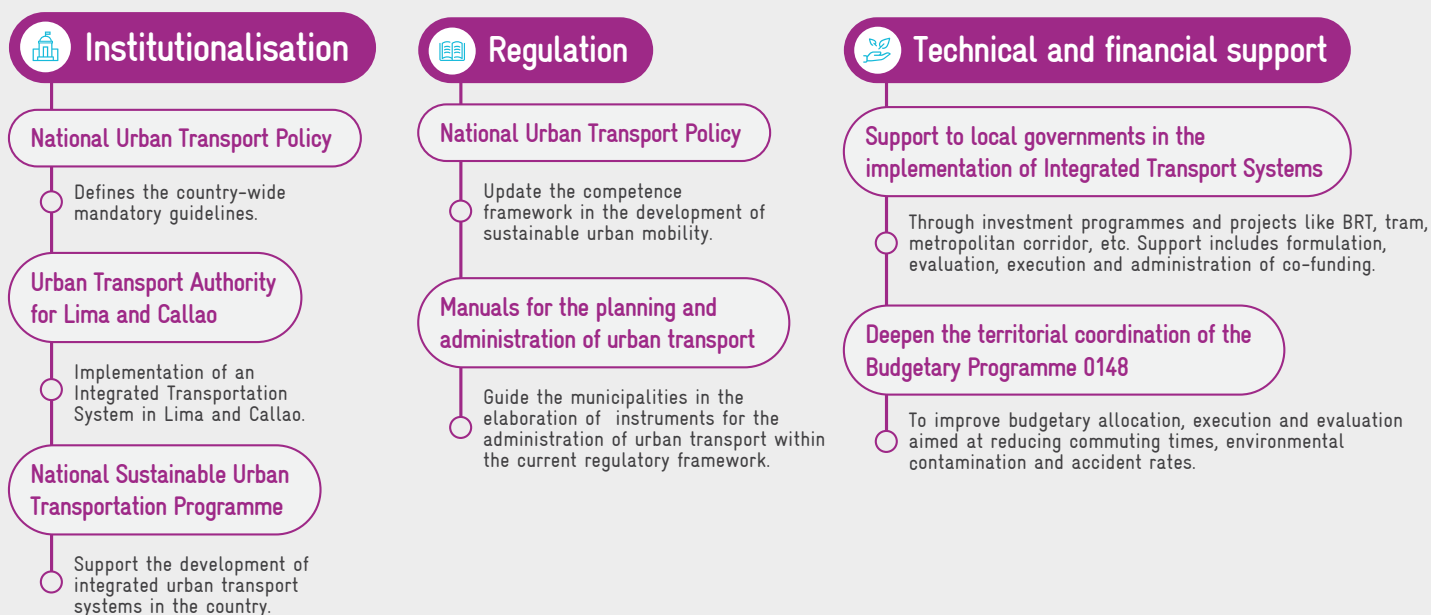 Institutionalisation
National Urban Transport Policy
Defines the country-wide
mandatory guidelines.
Urban Transport Authority
for Lima and Callao
Implementation of an
Integrated Transportation
System in Lima and Callao.
National Sustainable Urban
Transportation Programme
Support the development of
integrated urban transport
systems in the country.
Regulation
National Urban Transport Policy
Update the competence
framework in the development of
sustainable urban mobility.
Manuals for the planning and
administration of urban transport
Guide the municipalities in the
elaboration of instruments for the
administration of urban transport within
the current regulatory framework.
Technical and financial support
Support to local governments in the
implementation of Integrated Transport Systems
Through investment programmes and projects like BRT, tram,
metropolitan corridor, etc. Support includes formulation,
evaluation, execution and administration of co-funding.
Deepen the territorial coordination of the
Budgetary Programme 0148
To improve budgetary allocation, execution and evaluation
aimed at reducing commuting times, environmental
contamination and accident rates.